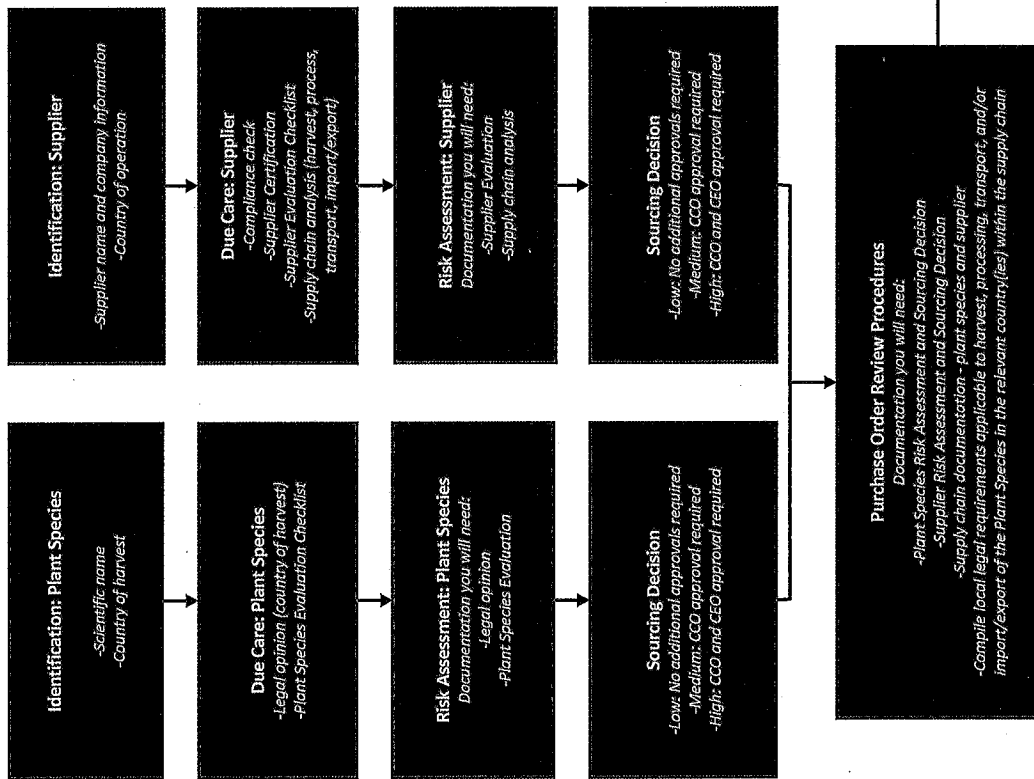 Identification: Plant Species
-Scientific name
-Country of harvest
Due Care: Plant Species
-Legal opinion (country of harvest)
-Plant Species Evaluation Checklist
Risk Assessment: Plant Species
Documentation you will need:
-Legal opinion
-Plant Species Evaluation
Sourcing Decision
-Low: No additional approvals required
-Medium: CCO approval required
-High: CCO and CEO approval required
Identification: Supplier
-Supplier name and company information
-Country of operation
Due Care: Supplier
-Compliance check
-Supplier Certification
-Supplier Evaluation Checklist
-Supply chain analysis (harvest, process,
transport, import/export)
Risk Assessment: Supplier
Documentation you will need:
-Supplier Evaluation
-Supply chain analysis
Sourcing Decision
-Low: No additional approvals required
-Medium: CCO approval required
-High: CCO and CEO approval required
Purchase Order Review Procedures
Documentation you will need:
-Plant Species Risk Assessment and Sourcing Decision
-Supplier Risk Assessment and Sourcing Decision
-Supply chain documentation - plant species and supplier
-Compile local legal requirements applicable to harvest, processing, transport, and/or
import/export of the Plant Species in the relevant country(ies) within the supply chain